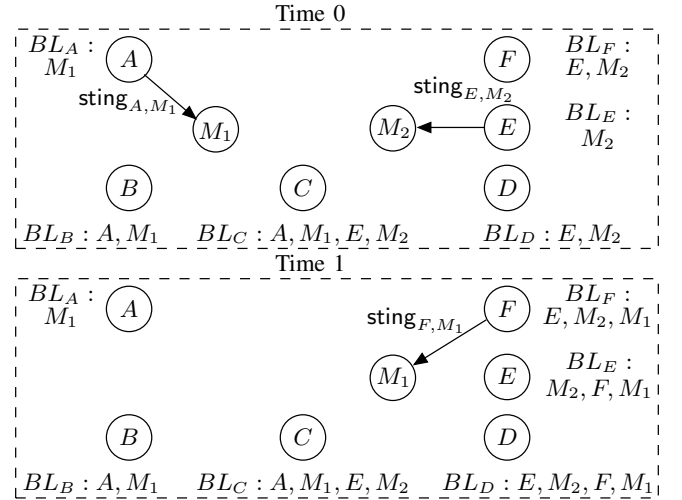 Time 0
BL_A :
M_1
A
F
BL_F :
E, M_2
sting_{A,M_1}
sting_{E,M_2}
M_1
M_2
E
BL_E :
M_2
B
C
D
BL_B : A, M_1
BL_C : A, M_1, E, M_2
BL_D : E, M_2
Time 1
BL_A :
M_1
A
F
BL_F :
E, M_2, M_1
sting_{F,M_1}
M_1
E
BL_E :
M_2, F, M_1
B
C
D
BL_B : A, M_1
BL_C : A, M_1, E, M_2
BL_D : E, M_2, F, M_1